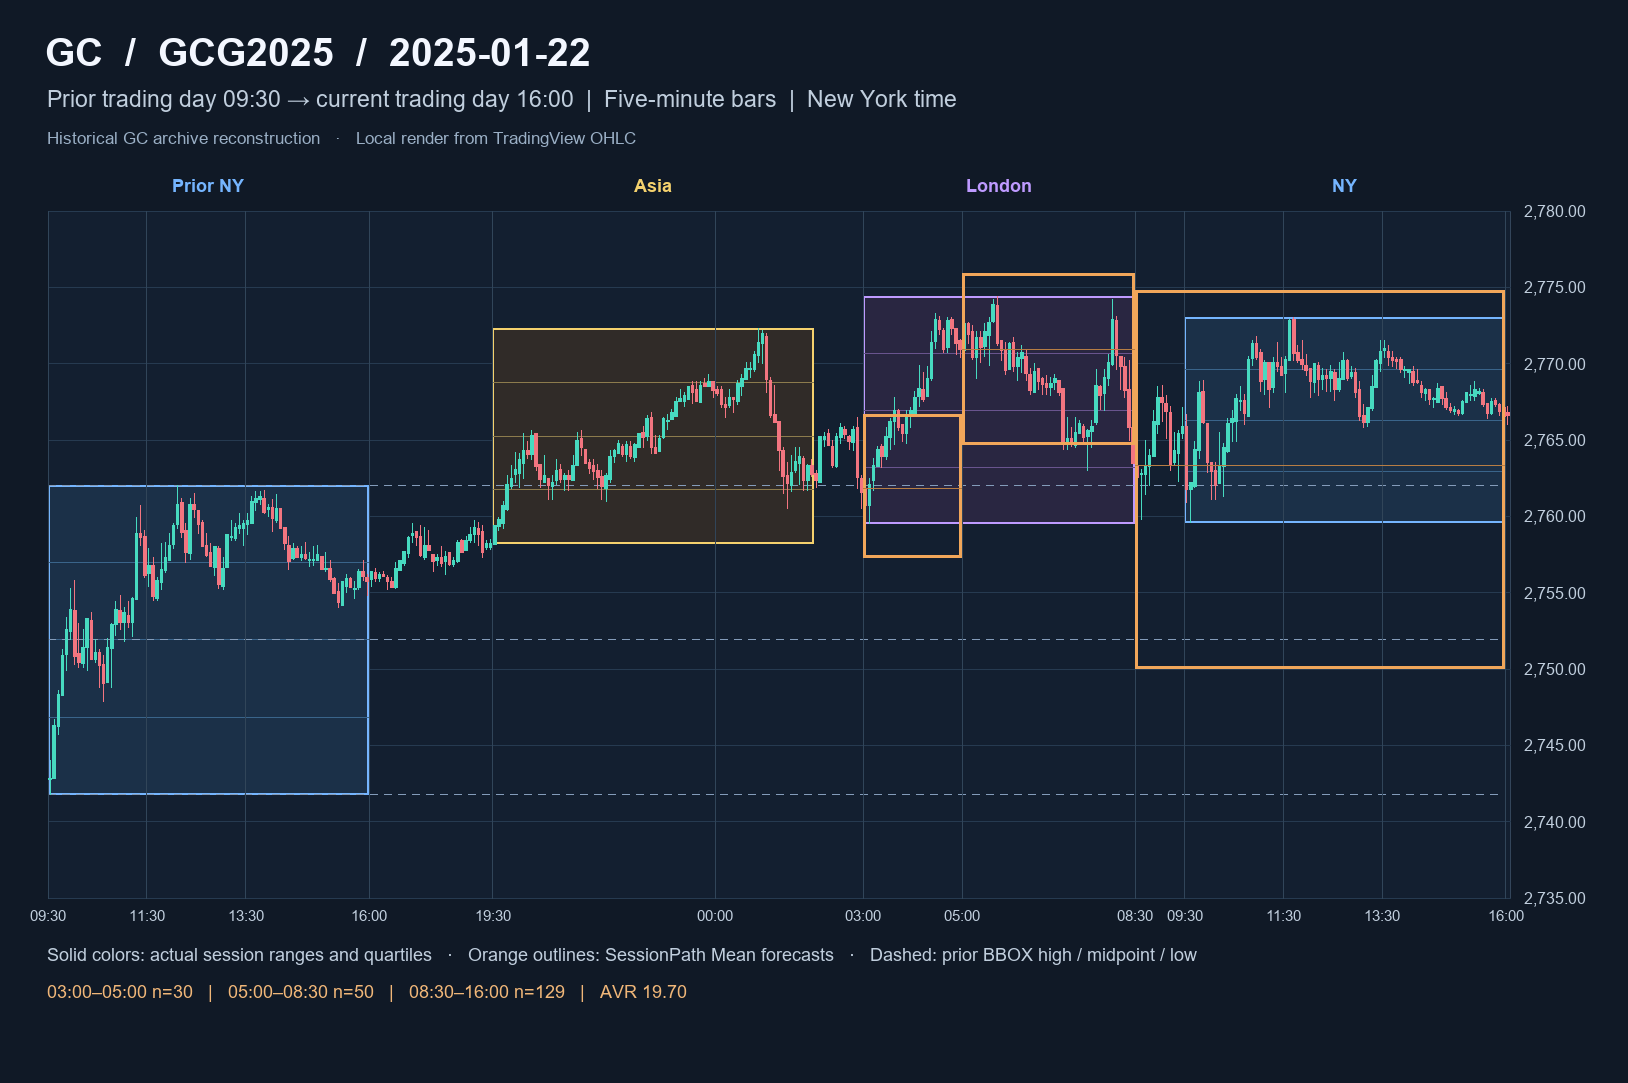 GC / GCG2025 / 2025-01-22
Prior trading day 09:30 → current trading day 16:00 | Five-minute bars | New York time
Historical GC archive reconstruction · Local render from TradingView OHLC
Prior NY Asia London NY
2,780.00
2,775.00
2,770.00
2,765.00
2,760.00
2,755.00
2,750.00
2,745.00
2,740.00
2,735.00
09:30 11:30 13:30 16:00 19:30 00:00 03:00 05:00 08:30 09:30 11:30 13:30 16:00
Solid colors: actual session ranges and quartiles · Orange outlines: SessionPath Mean forecasts · Dashed: prior BBOX high / midpoint / low
03:00–05:00 n=30 | 05:00–08:30 n=50 | 08:30–16:00 n=129 | AVR 19.70